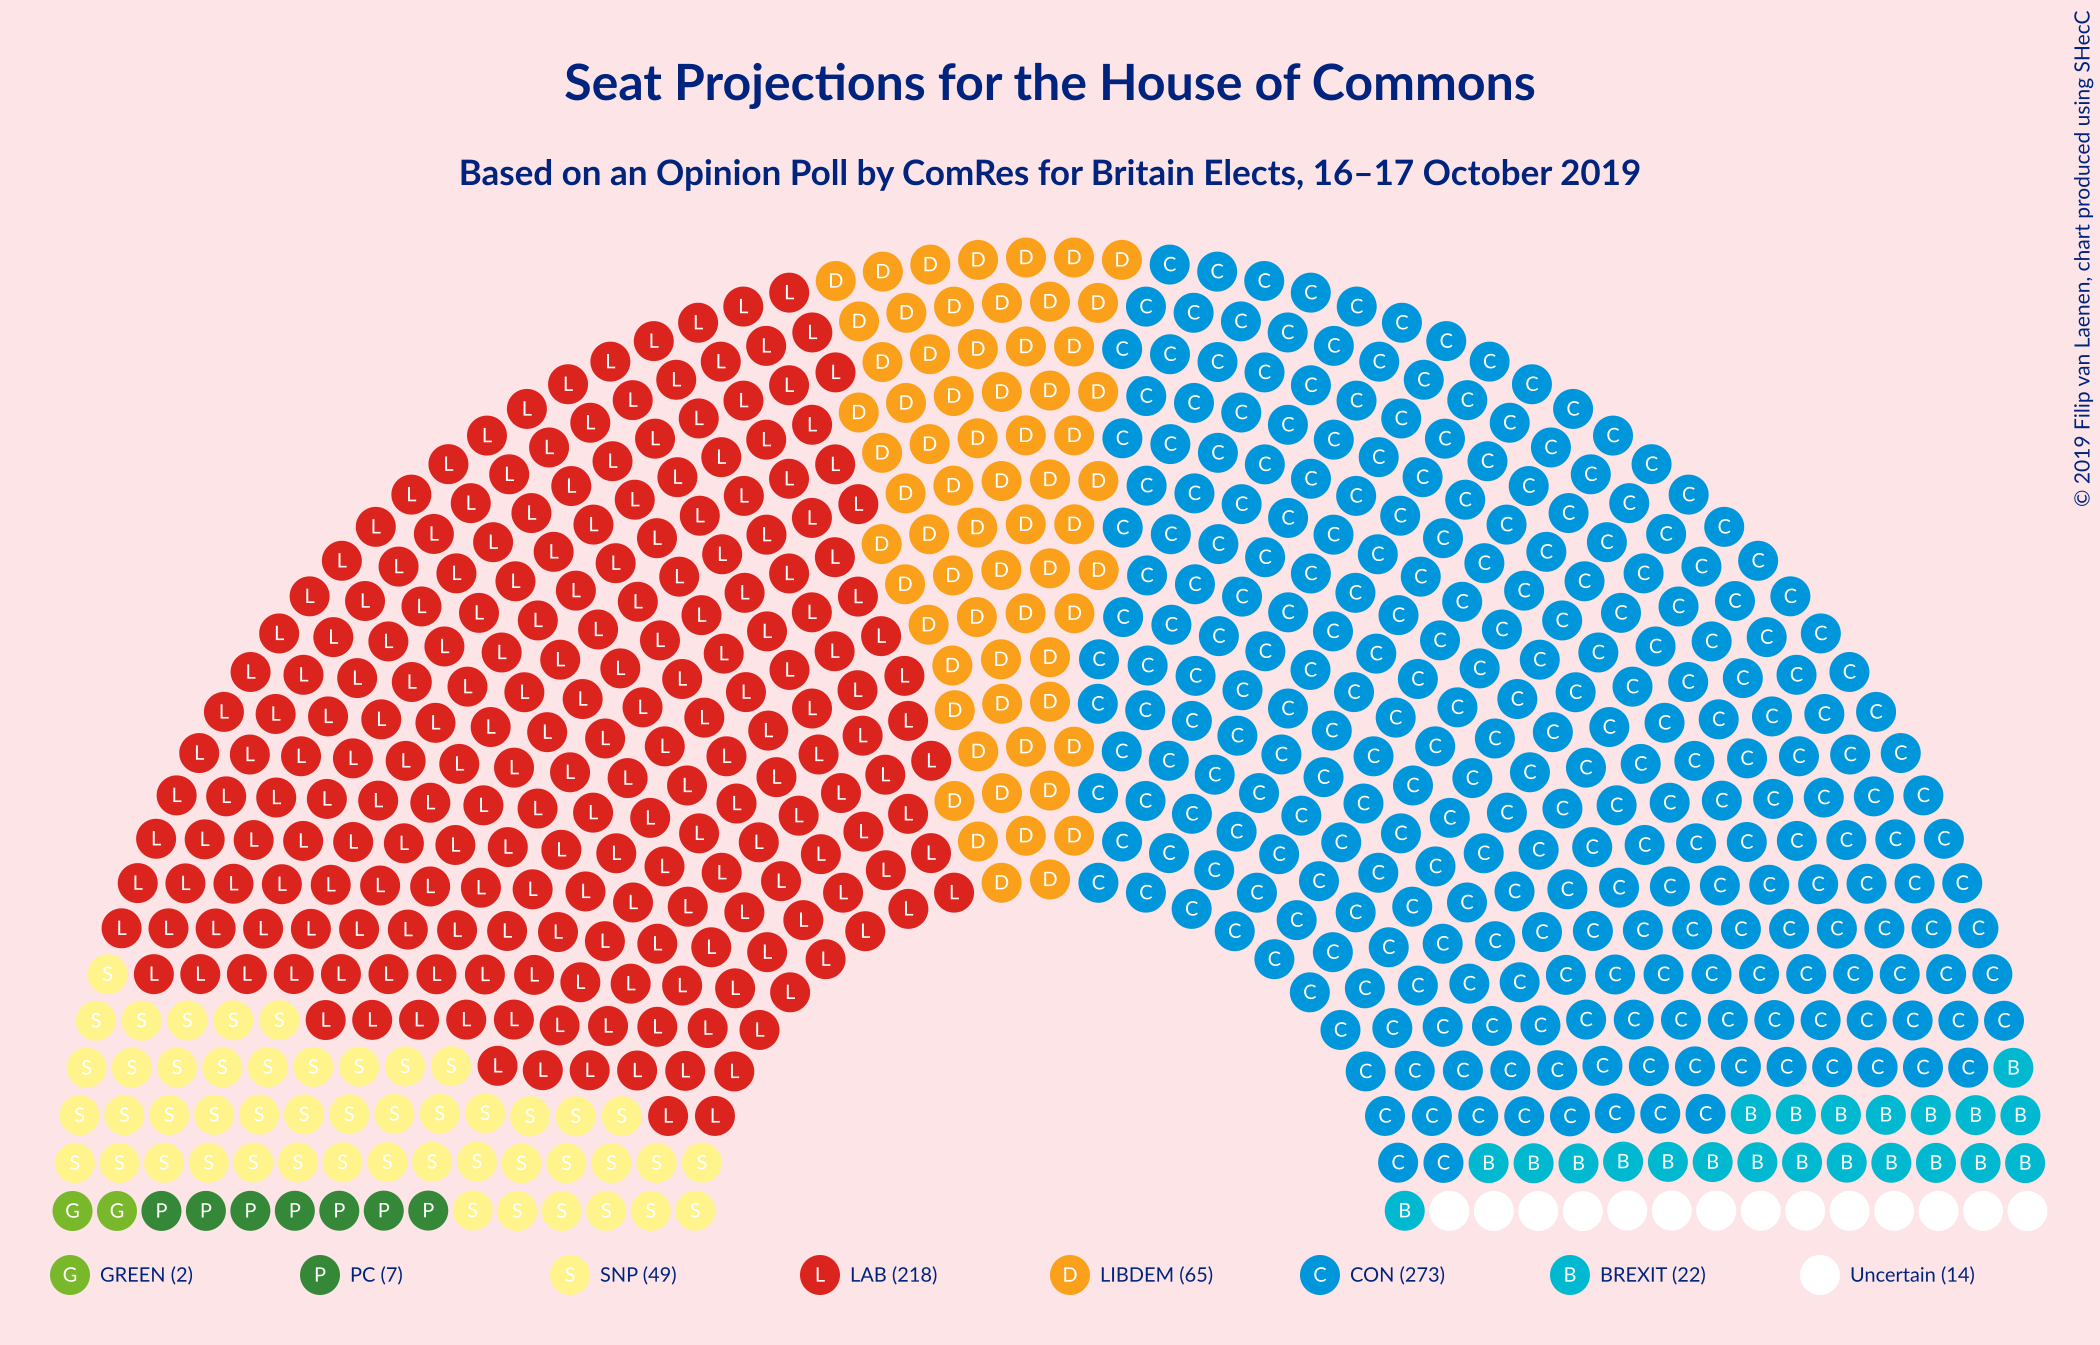 Seat Projections for the House of Commons
Based on an Opinion Poll by ComRes for Britain Elects, 16–17 October 2019
© 2019 Filip van Laenen, chart produced using SHecC
G GREEN (2) P PC (7) S SNP (49) L LAB (218) D LIBDEM (65) C CON (273) B BREXIT (22) Uncertain (14)